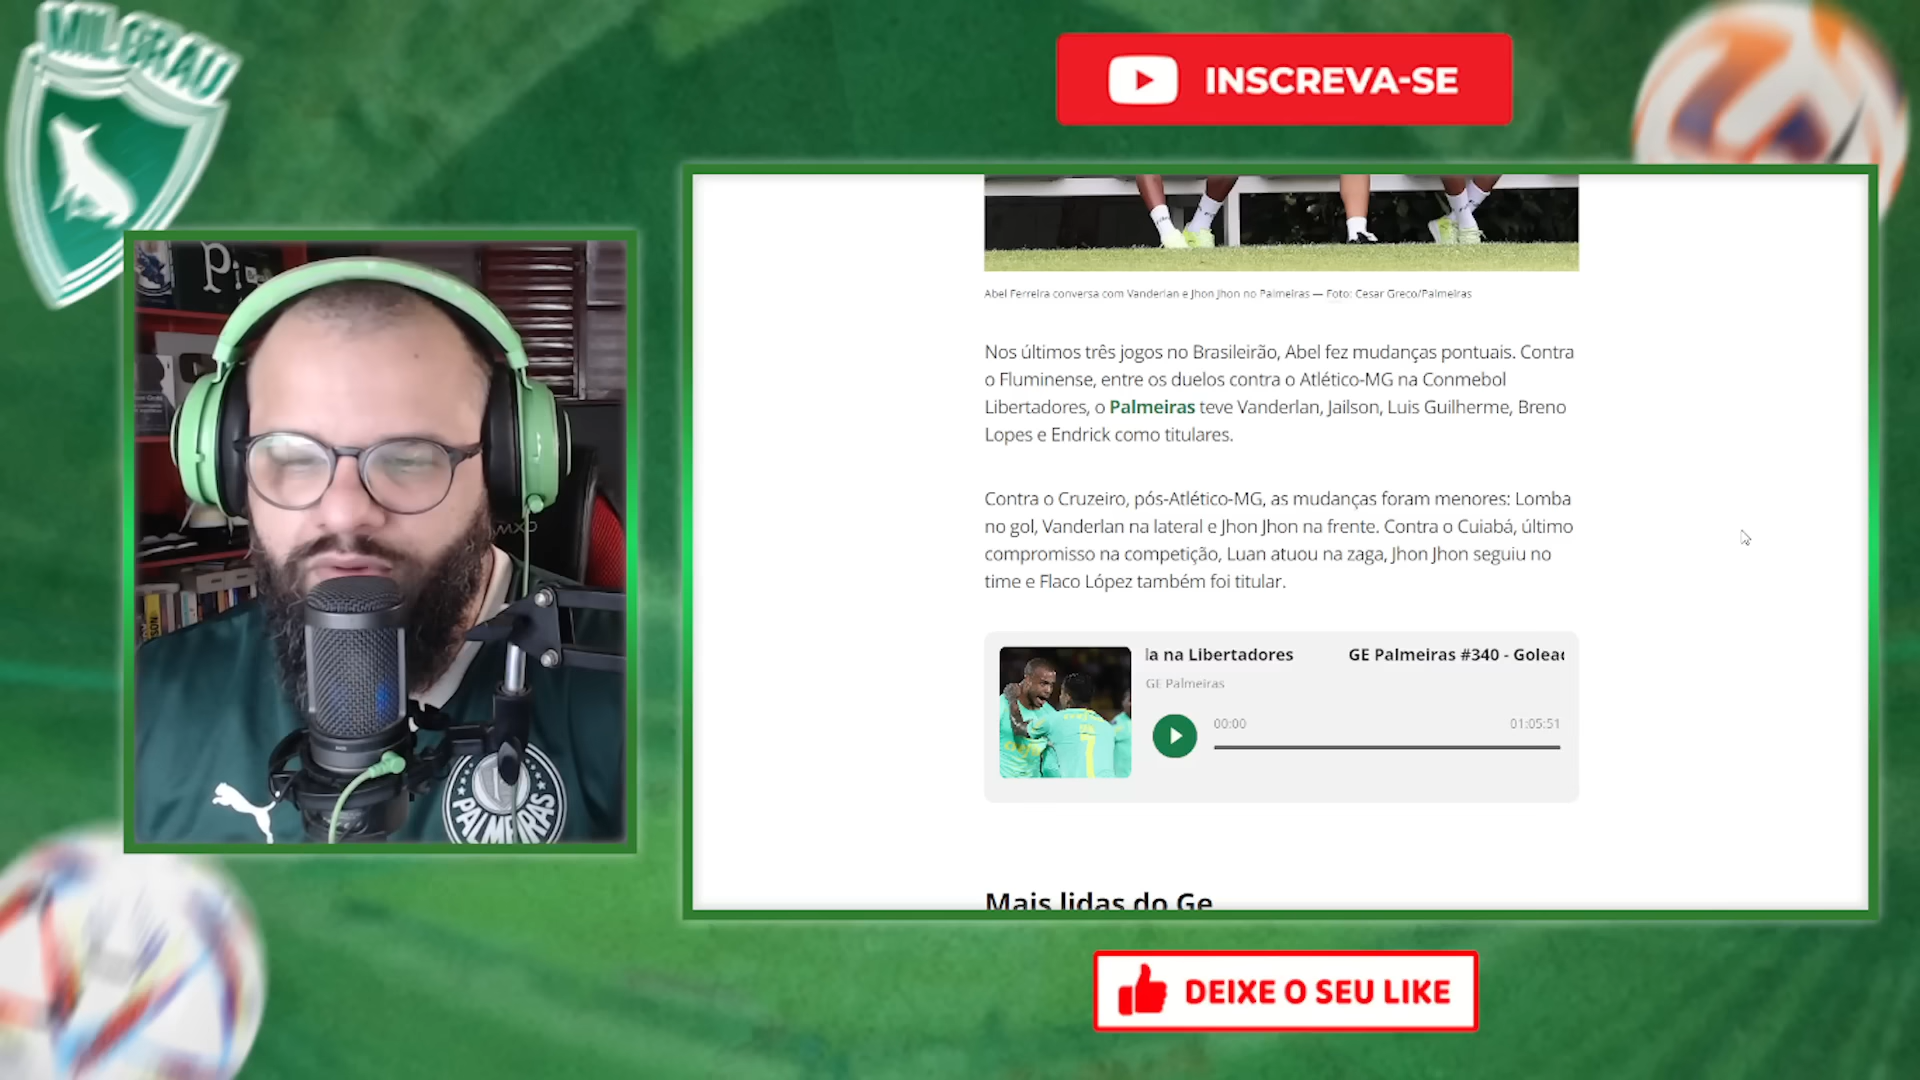 MILGRAU
INSCREVA-SE
Abel Ferreira conversa com Vanderlan e Jhon Jhon no Palmeiras — Foto: Cesar Greco/Palmeiras
Nos últimos três jogos no Brasileirão, Abel fez mudanças pontuais. Contra
o Fluminense, entre os duelos contra o Atlético-MG na Conmebol
Libertadores, o Palmeiras teve Vanderlan, Jailson, Luis Guilherme, Breno
Lopes e Endrick como titulares.
Contra o Cruzeiro, pós-Atlético-MG, as mudanças foram menores: Lomba
no gol, Vanderlan na lateral e Jhon Jhon na frente. Contra o Cuiabá, último
compromisso na competição, Luan atuou na zaga, Jhon Jhon seguiu no
time e Flaco López também foi titular.
la na Libertadores
GE Palmeiras #340 - Golea
GE Palmeiras
00:00
01:05:51
7
Mais lidas do Ge
PALMEIRAS
DEIXE O SEU LIKE